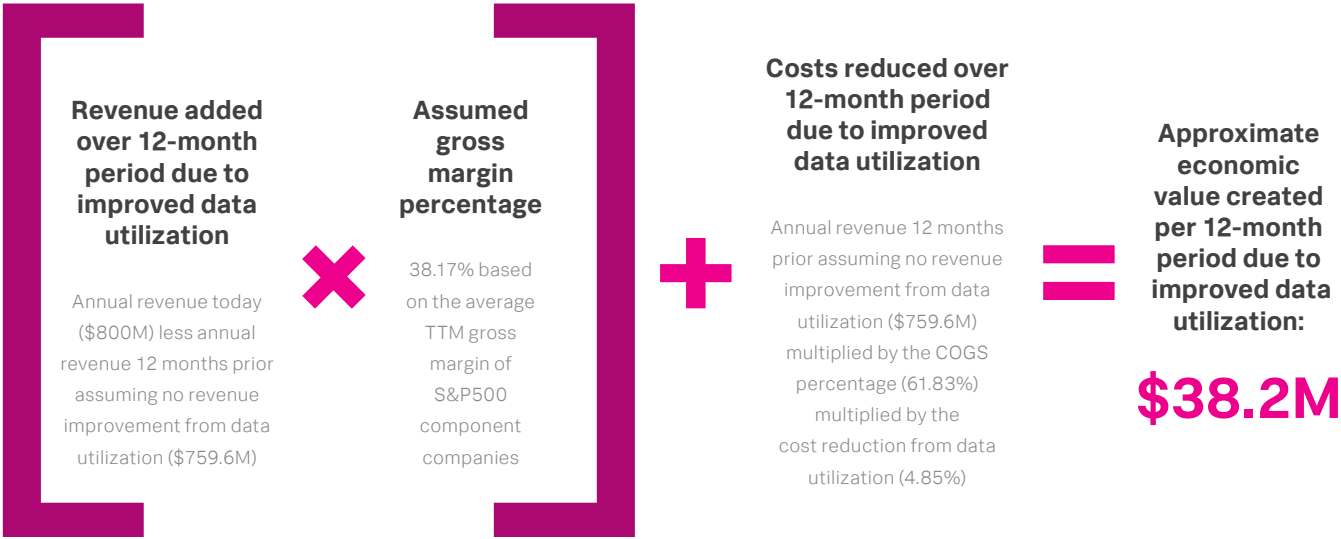 Revenue added
over 12-month
period due to
improved data
utilization
Annual revenue today
($800M) less annual
revenue 12 months prior
assuming no revenue
improvement from data
utilization ($759.6M)
Assumed
gross
margin
percentage
38.17% based
on the average
TTM gross
margin of
S&P500
component
companies
Costs reduced over
12-month period
due to improved
data utilization
Annual revenue 12 months
prior assuming no revenue
improvement from data
utilization ($759.6M)
multiplied by the COGS
percentage (61.83%)
multiplied by the
cost reduction from data
utilization (4.85%)
Approximate
economic
value created
per 12-month
period due to
improved data
utilization:
$38.2M